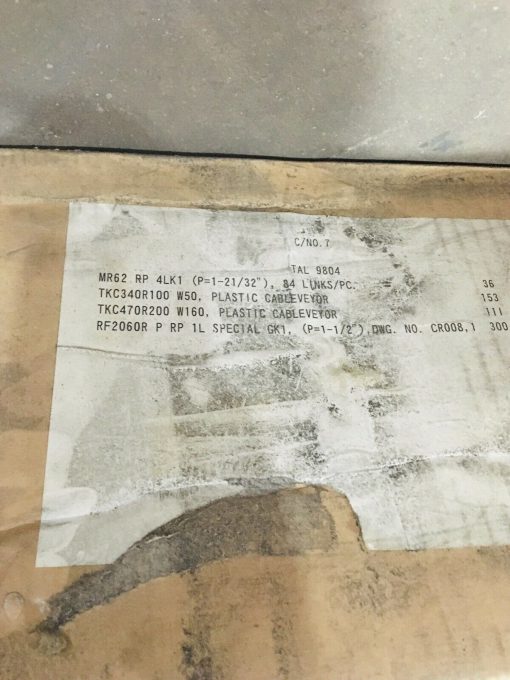 C/NO. 7
TAL 9804
MR62 RP 4LK1 (P=1-21/32"), 84 LINKS/PC. 36
TKC340R100 W50, PLASTIC CABLEVEYOR 153
TKC470R200 W160, PLASTIC CABLEVEYOR 111
RF2060R P RP 1L SPECIAL GK1, (P=1-1/2") DWG. NO. CR008,1 300